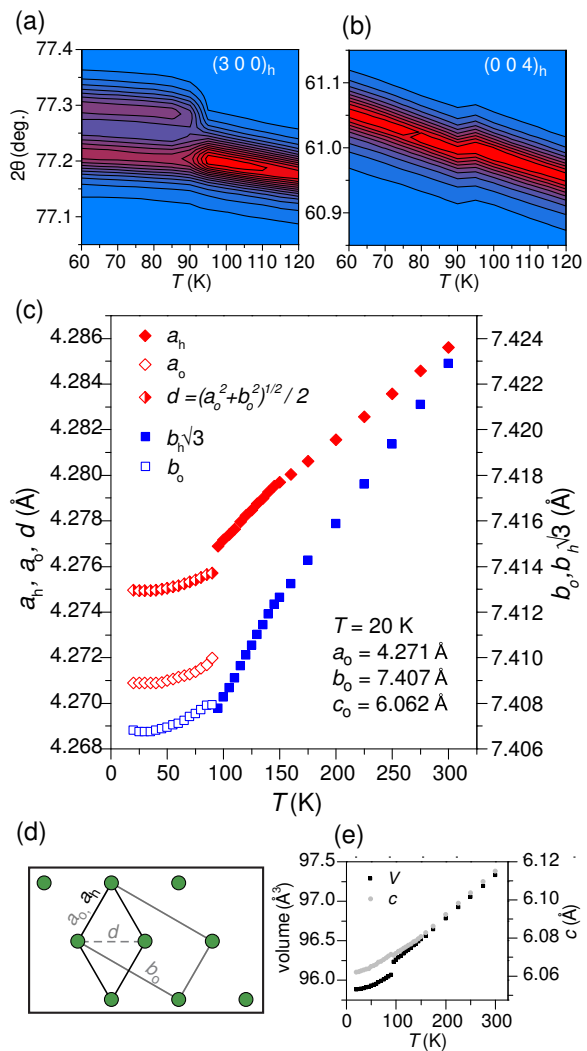 (a)
(b)
77.4
77.3
77.2
77.1
2θ (deg.)
(3 0 0)h
60 70 80 90 100 110 120
T (K)
61.1
61.0
60.9
(0 0 4)h
60 70 80 90 100 110 120
T (K)
(c)
4.286
4.284
4.282
4.280
4.278
4.276
4.274
4.272
4.270
4.268
ah, ao, d (Å)
ah
ao
d =(ao²+bo²)1/2 / 2
bh√3
bo
7.424
7.422
7.420
7.418
7.416
7.414
7.412
7.410
7.408
7.406
bo, bh√3 (Å)
T = 20 K
ao = 4.271 Å
bo = 7.407 Å
co = 6.062 Å
0 50 100 150 200 250 300
T (K)
(d)
ao, ah
d
bo
(e)
97.5
97.0
96.5
96.0
volume (Å³)
V
c
6.12
6.10
6.08
6.06
c (Å)
0 50 100 150 200 250 300
T (K)